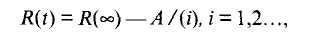 R(t) = R(∞) — A /(i), i = 1,2...,